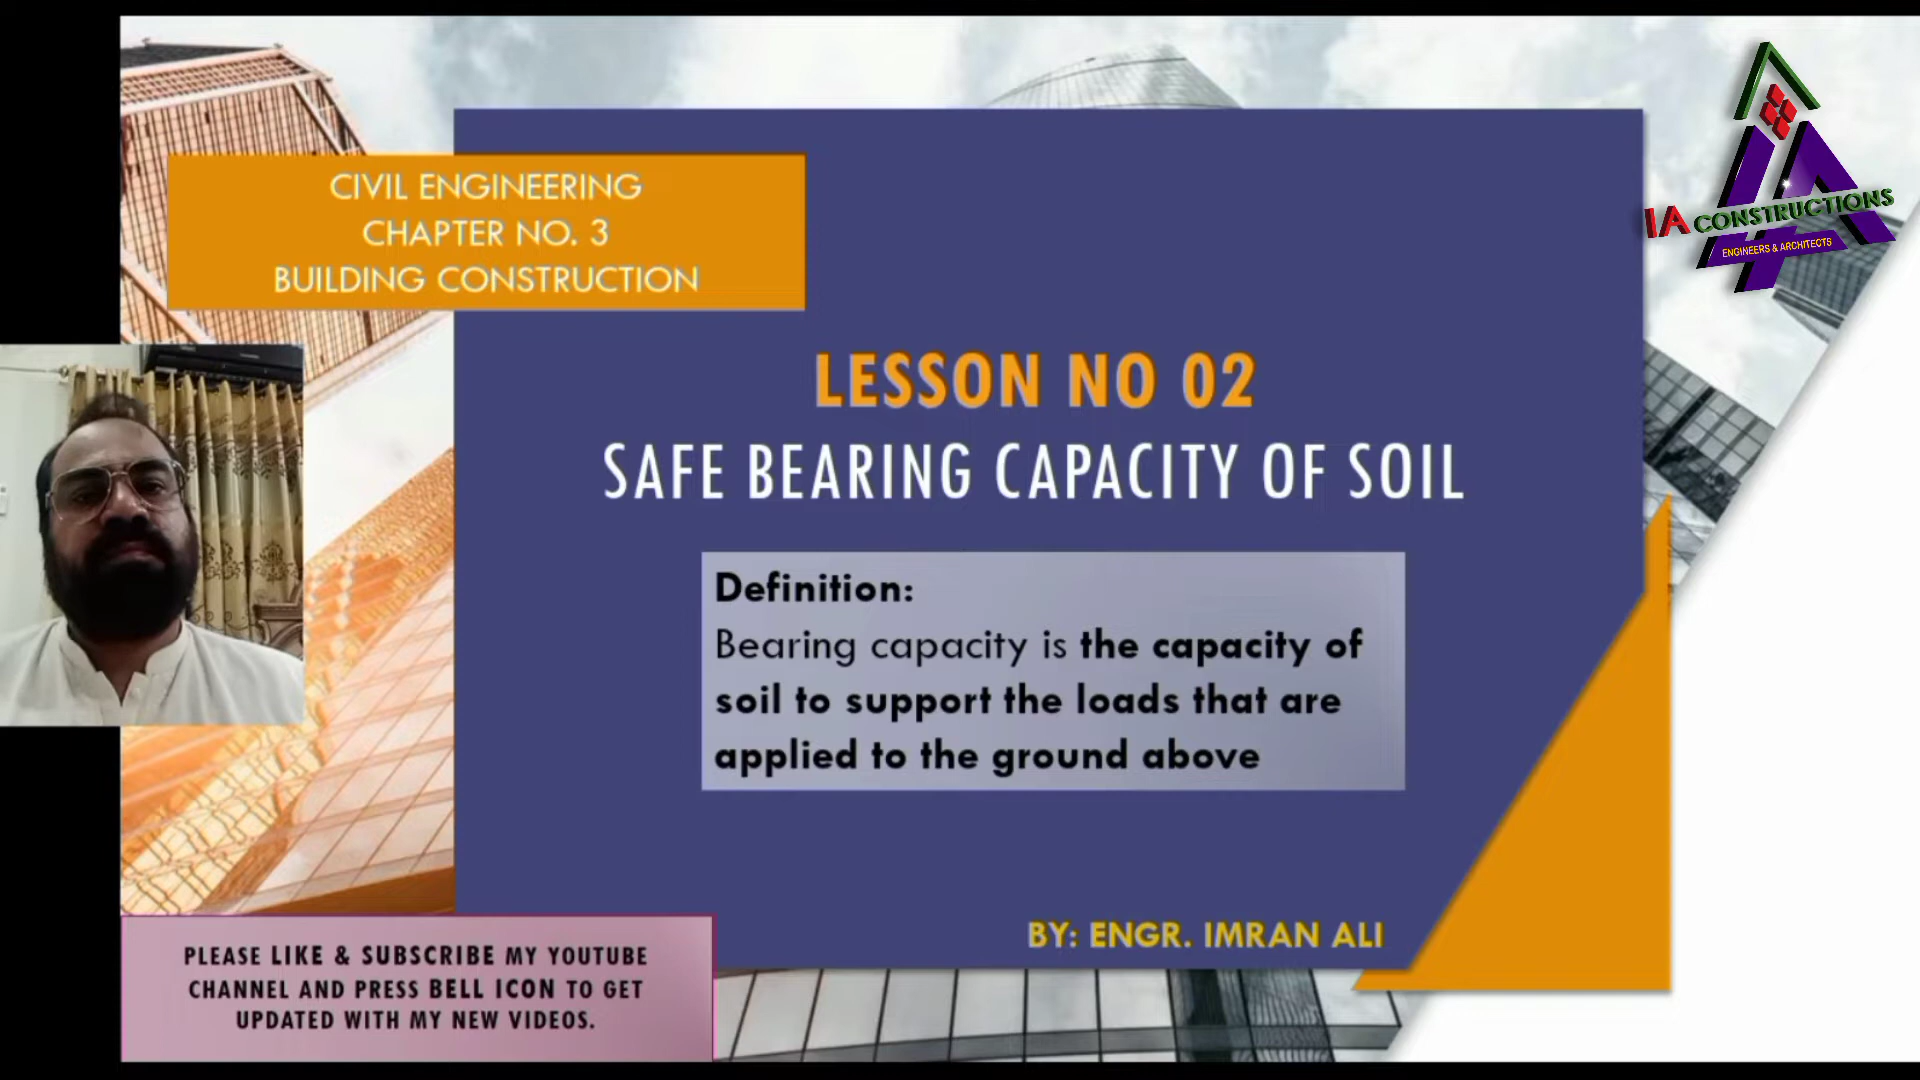 CIVIL ENGINEERING
CHAPTER NO. 3
BUILDING CONSTRUCTION
IA CONSTRUCTIONS
ENGINEERS & ARCHITECTS
LESSON NO 02
SAFE BEARING CAPACITY OF SOIL
Definition:
Bearing capacity is the capacity of
soil to support the loads that are
applied to the ground above
BY: ENGR. IMRAN ALI
PLEASE LIKE & SUBSCRIBE MY YOUTUBE
CHANNEL AND PRESS BELL ICON TO GET
UPDATED WITH MY NEW VIDEOS.